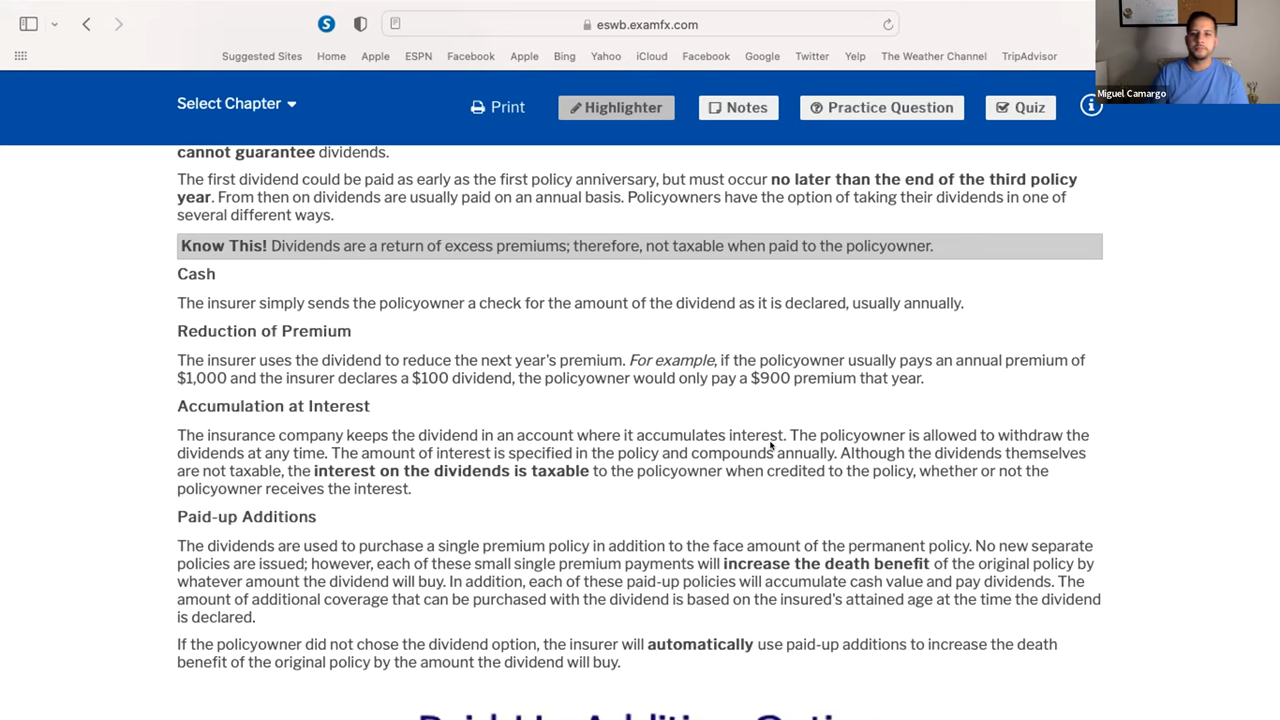 eswb.examfx.com
Suggested Sites Home Apple ESPN Facebook Apple Bing Yahoo iCloud Facebook Google Twitter Yelp The Weather Channel TripAdvisor
Miguel Camargo
Select Chapter Print Highlighter Notes Practice Question Quiz
cannot guarantee dividends.
The first dividend could be paid as early as the first policy anniversary, but must occur no later than the end of the third policy
year. From then on dividends are usually paid on an annual basis. Policyowners have the option of taking their dividends in one of
several different ways.
Know This! Dividends are a return of excess premiums; therefore, not taxable when paid to the policyowner.
Cash
The insurer simply sends the policyowner a check for the amount of the dividend as it is declared, usually annually.
Reduction of Premium
The insurer uses the dividend to reduce the next year's premium. For example, if the policyowner usually pays an annual premium of
$1,000 and the insurer declares a $100 dividend, the policyowner would only pay a $900 premium that year.
Accumulation at Interest
The insurance company keeps the dividend in an account where it accumulates interest. The policyowner is allowed to withdraw the
dividends at any time. The amount of interest is specified in the policy and compounds annually. Although the dividends themselves
are not taxable, the interest on the dividends is taxable to the policyowner when credited to the policy, whether or not the
policyowner receives the interest.
Paid-up Additions
The dividends are used to purchase a single premium policy in addition to the face amount of the permanent policy. No new separate
policies are issued; however, each of these small single premium payments will increase the death benefit of the original policy by
whatever amount the dividend will buy. In addition, each of these paid-up policies will accumulate cash value and pay dividends. The
amount of additional coverage that can be purchased with the dividend is based on the insured's attained age at the time the dividend
is declared.
If the policyowner did not chose the dividend option, the insurer will automatically use paid-up additions to increase the death
benefit of the original policy by the amount the dividend will buy.